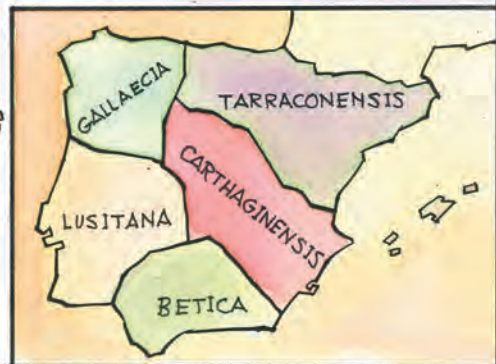 GALLAECIA
TARRACONENSIS
CARTHAGINENSIS
LUSITANA
BETICA